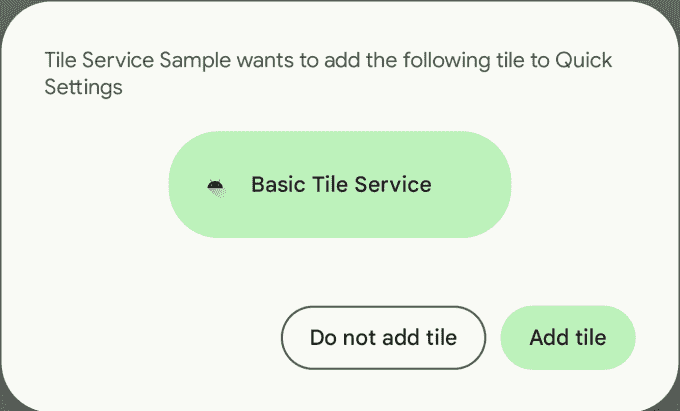 Tile Service Sample wants to add the following tile to Quick
Settings
Basic Tile Service
Do not add tile
Add tile